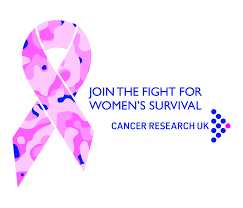 JOIN THE FIGHT FOR
WOMEN'S SURVIVAL
CANCER RESEARCH UK